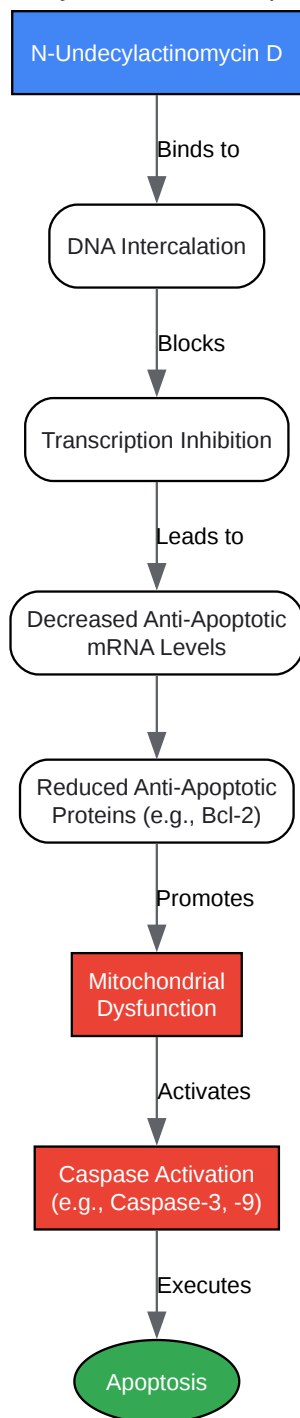 N-Undecylactinomycin D
Binds to
DNA Intercalation
Blocks
Transcription Inhibition
Leads to
Decreased Anti-Apoptotic
mRNA Levels
Reduced Anti-Apoptotic
Proteins (e.g., Bcl-2)
Promotes
Mitochondrial
Dysfunction
Activates
Caspase Activation
(e.g., Caspase-3, -9)
Executes
Apoptosis